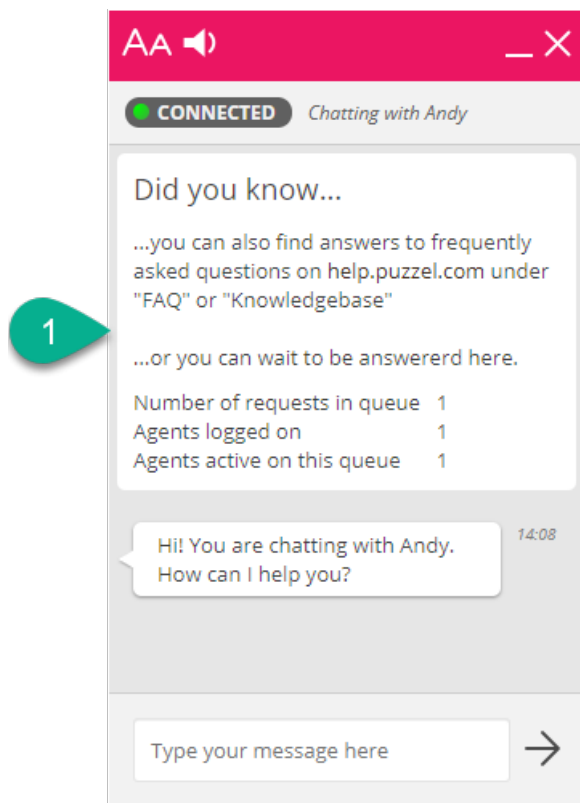 AA
CONNECTED Chatting with Andy
Did you know...
...you can also find answers to frequently
asked questions on help.puzzel.com under
"FAQ" or "Knowledgebase"
1
...or you can wait to be answererd here.
Number of requests in queue 1
Agents logged on 1
Agents active on this queue 1
Hi! You are chatting with Andy.
How can I help you?
14:08
Type your message here